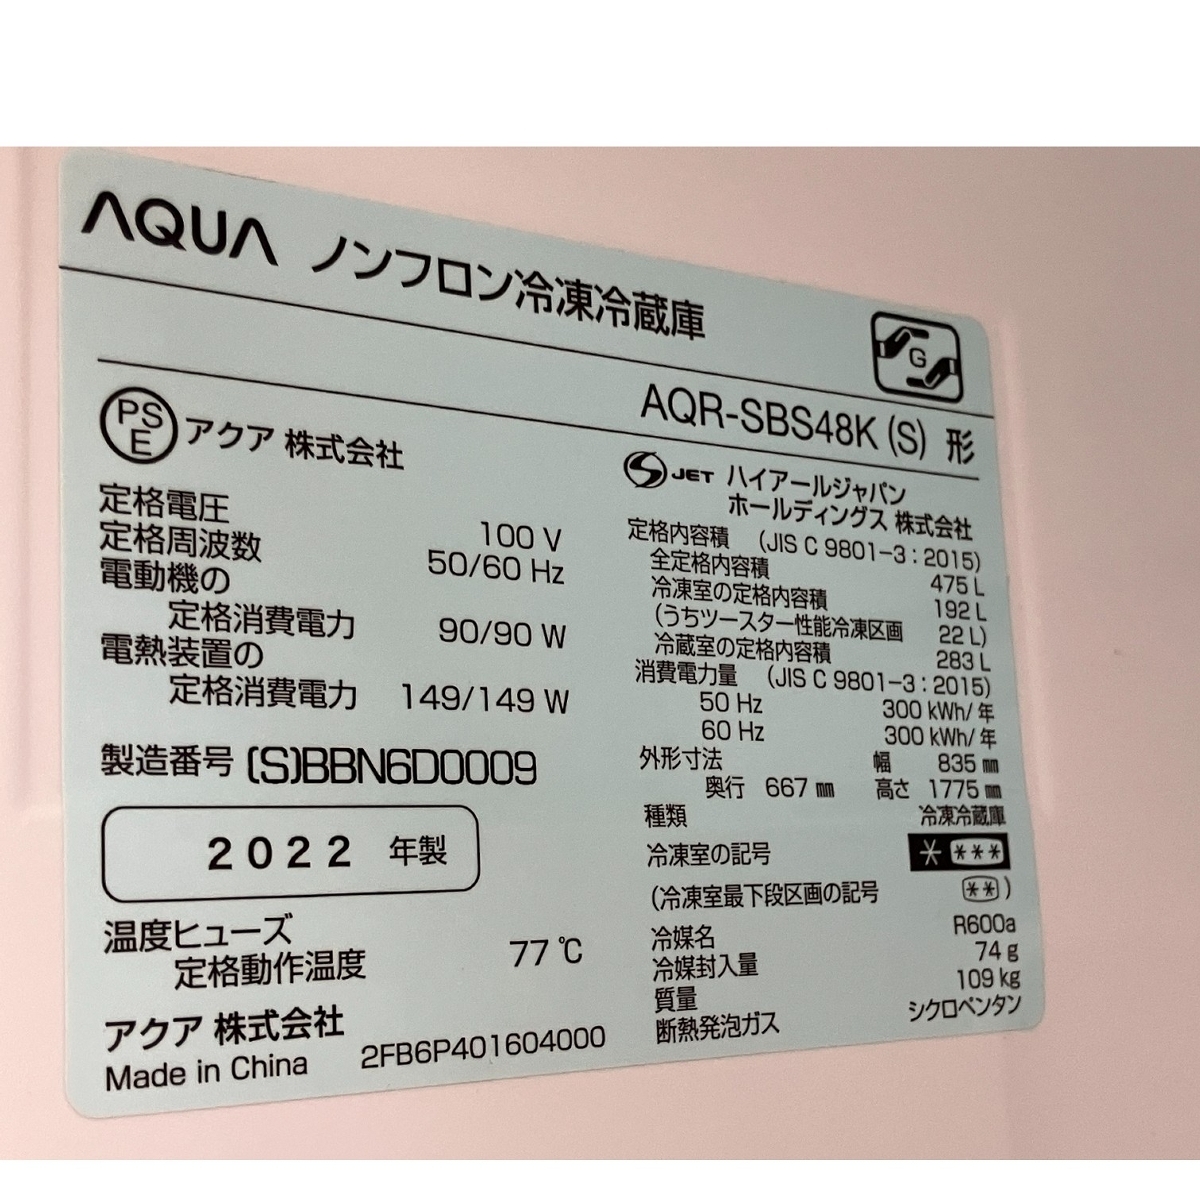 AQUA ノンフロン冷凍冷蔵庫
G
AQR-SBS48K (S) 形
PS
E
アクア 株式会社
定格電圧 100 V
定格周波数 50/60 Hz
電動機の
定格消費電力 90/90 W
電熱装置の
定格消費電力 149/149 W
製造番号 (S)BBN6D0009
2022 年製
温度ヒューズ
定格動作温度 77 ℃
アクア 株式会社
Made in China 2FB6P401604000
S JET ハイアールジャパン
ホールディングス 株式会社
定格内容積 (JIS C 9801-3 : 2015)
全定格内容積 475 L
冷凍室の定格内容積 192 L
(うちツースター性能冷凍区画 22 L)
冷蔵室の定格内容積 283 L
消費電力量 (JIS C 9801-3 : 2015)
50 Hz 300 kWh/年
60 Hz 300 kWh/年
外形寸法 幅 835 ㎜
奥行 667 ㎜ 高さ 1775 ㎜
種類 冷凍冷蔵庫
冷凍室の記号 * ***
(冷凍室最下段区画の記号 **)
冷媒名 R600a
冷媒封入量 74 g
質量 109 kg
断熱発泡ガス シクロペンタン